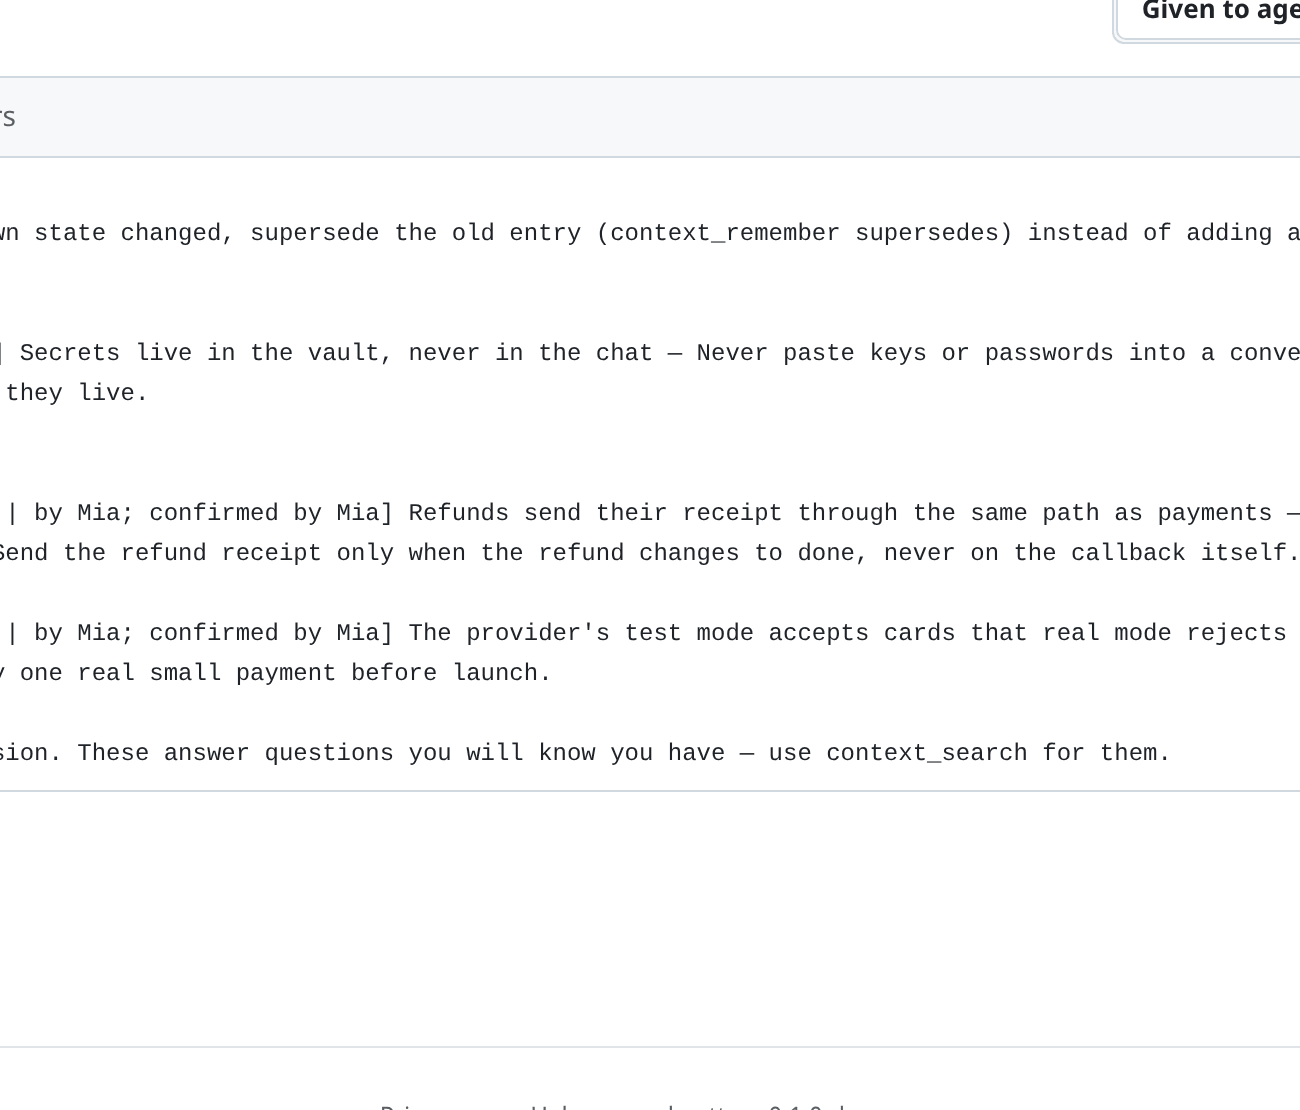 Given to age
rs
wn state changed, supersede the old entry (context_remember supersedes) instead of adding a
] Secrets live in the vault, never in the chat — Never paste keys or passwords into a conve
they live.
| by Mia; confirmed by Mia] Refunds send their receipt through the same path as payments —
Send the refund receipt only when the refund changes to done, never on the callback itself.
| by Mia; confirmed by Mia] The provider's test mode accepts cards that real mode rejects
y one real small payment before launch.
sion. These answer questions you will know you have — use context_search for them.